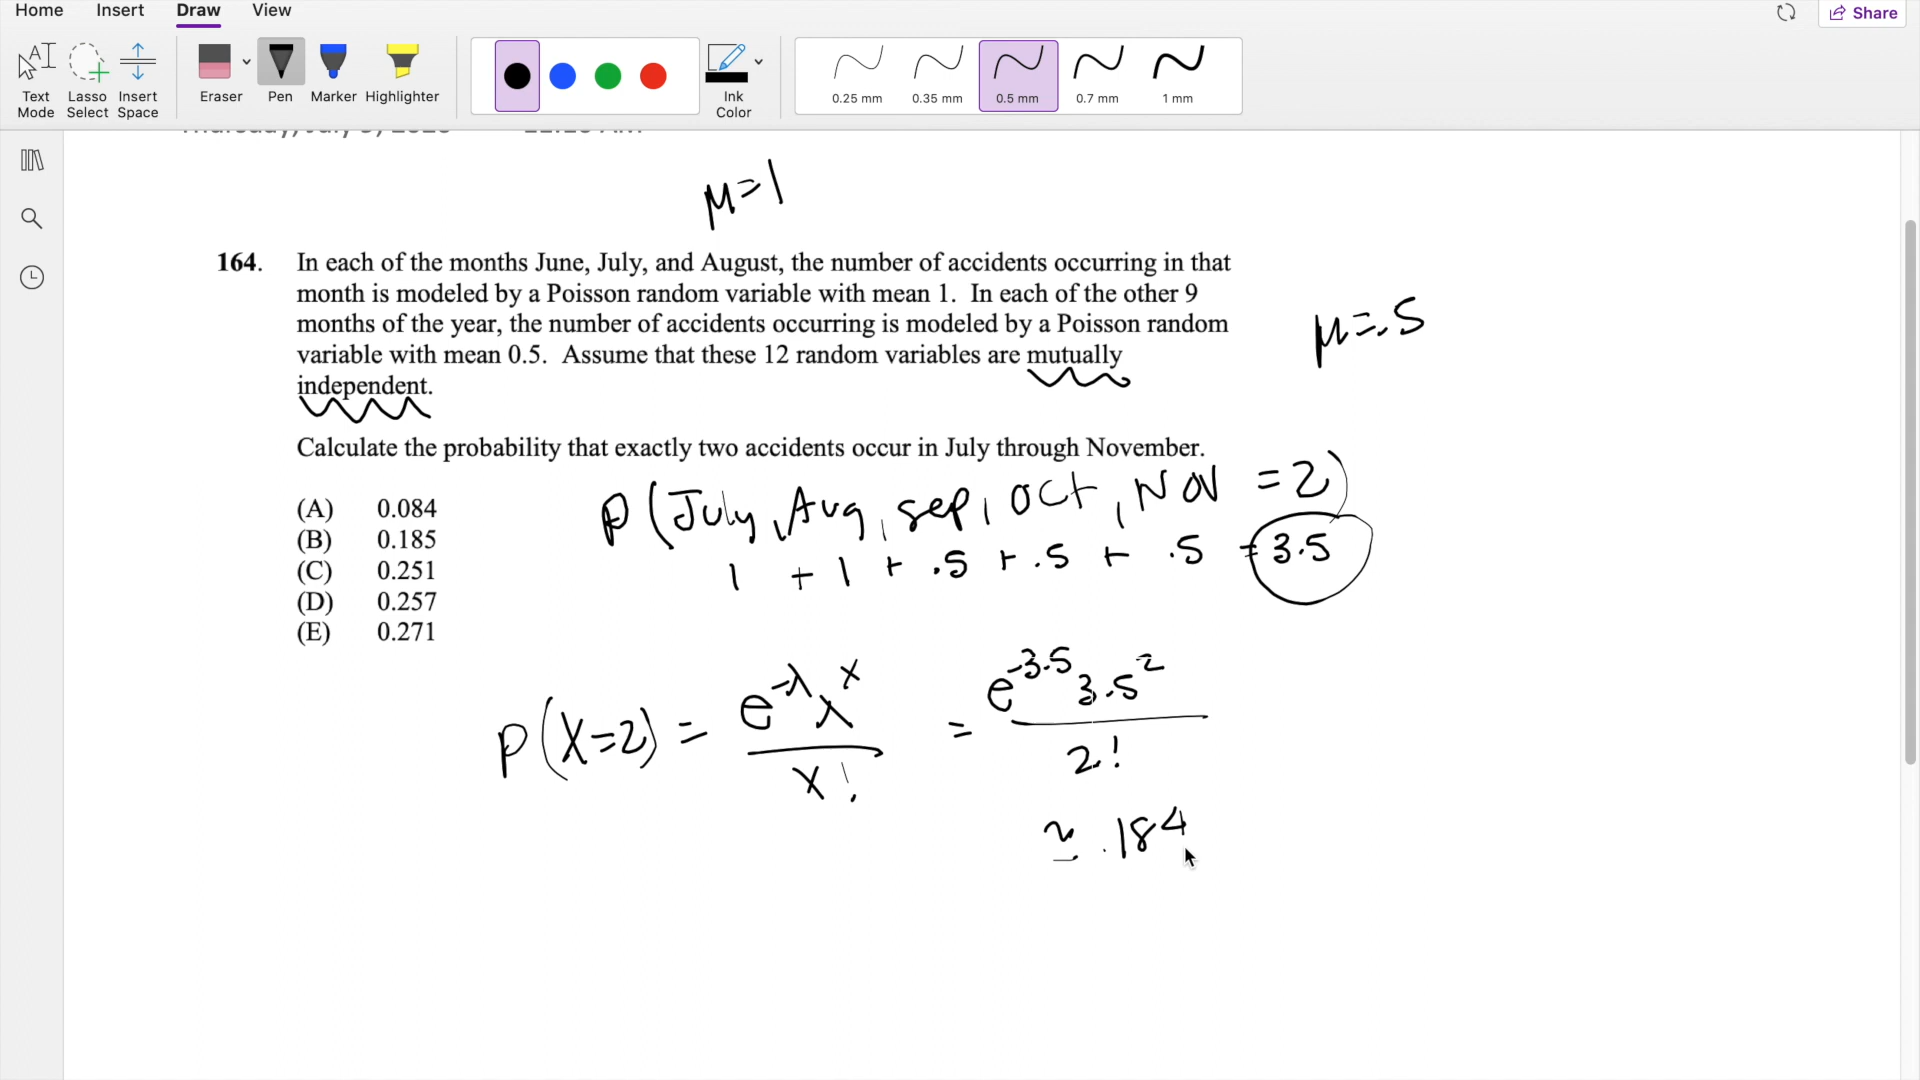 Home Insert Draw View
Share
Text Mode
Lasso Select
Insert Space
Eraser
Pen
Marker
Highlighter
Ink Color
0.25 mm
0.35 mm
0.5 mm
0.7 mm
1 mm
μ=1
164. In each of the months June, July, and August, the number of accidents occurring in that
month is modeled by a Poisson random variable with mean 1. In each of the other 9
months of the year, the number of accidents occurring is modeled by a Poisson random
variable with mean 0.5. Assume that these 12 random variables are mutually
independent.
μ=.5
Calculate the probability that exactly two accidents occur in July through November.
(A) 0.084
(B) 0.185
(C) 0.251
(D) 0.257
(E) 0.271
P(July, Aug, sep, Oct, Nov = 2)
1 + 1 + .5 + .5 + .5 = 3.5
P(X=2) = e^-λ λ^x / x! = e^-3.5 3.5^2 / 2!
≃ .184